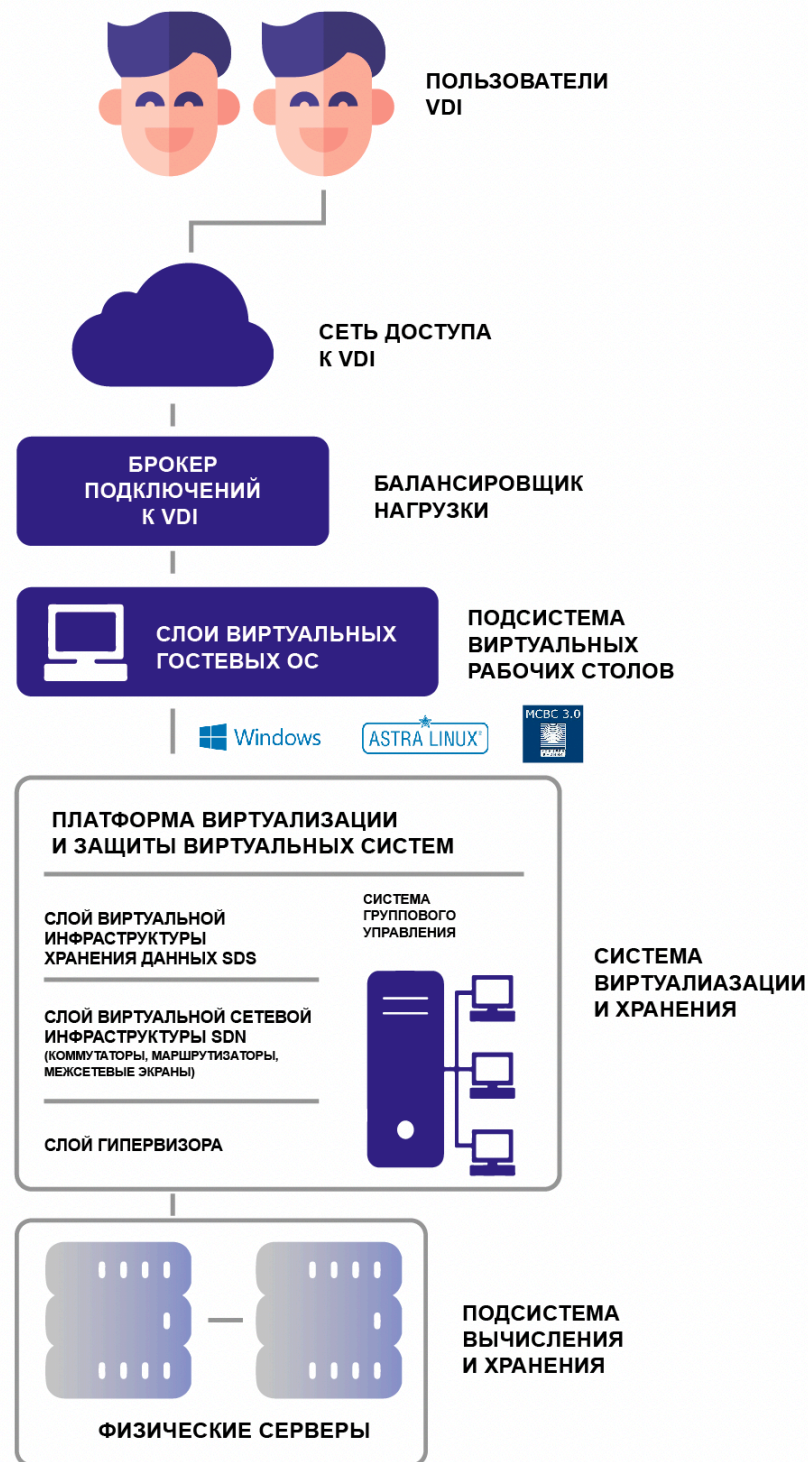 ПОЛЬЗОВАТЕЛИ
VDI
СЕТЬ ДОСТУПА
К VDI
БРОКЕР
ПОДКЛЮЧЕНИЙ
К VDI
БАЛАНСИРОВЩИК
НАГРУЗКИ
СЛОИ ВИРТУАЛЬНЫХ
ГОСТЕВЫХ ОС
ПОДСИСТЕМА
ВИРТУАЛЬНЫХ
РАБОЧИХ СТОЛОВ
Windows
ASTRA LINUX®
МСВС 3.0
ПЛАТФОРМА ВИРТУАЛИЗАЦИИ
И ЗАЩИТЫ ВИРТУАЛЬНЫХ СИСТЕМ
СЛОЙ ВИРТУАЛЬНОЙ
ИНФРАСТРУКТУРЫ
ХРАНЕНИЯ ДАННЫХ SDS
СЛОЙ ВИРТУАЛЬНОЙ СЕТЕВОЙ
ИНФРАСТРУКТУРЫ SDN
(КОММУТАТОРЫ, МАРШРУТИЗАТОРЫ,
МЕЖСЕТЕВЫЕ ЭКРАНЫ)
СЛОЙ ГИПЕРВИЗОРА
СИСТЕМА
ГРУППОВОГО
УПРАВЛЕНИЯ
СИСТЕМА
ВИРТУАЛИАЗАЦИИ
И ХРАНЕНИЯ
ФИЗИЧЕСКИЕ СЕРВЕРЫ
ПОДСИСТЕМА
ВЫЧИСЛЕНИЯ
И ХРАНЕНИЯ